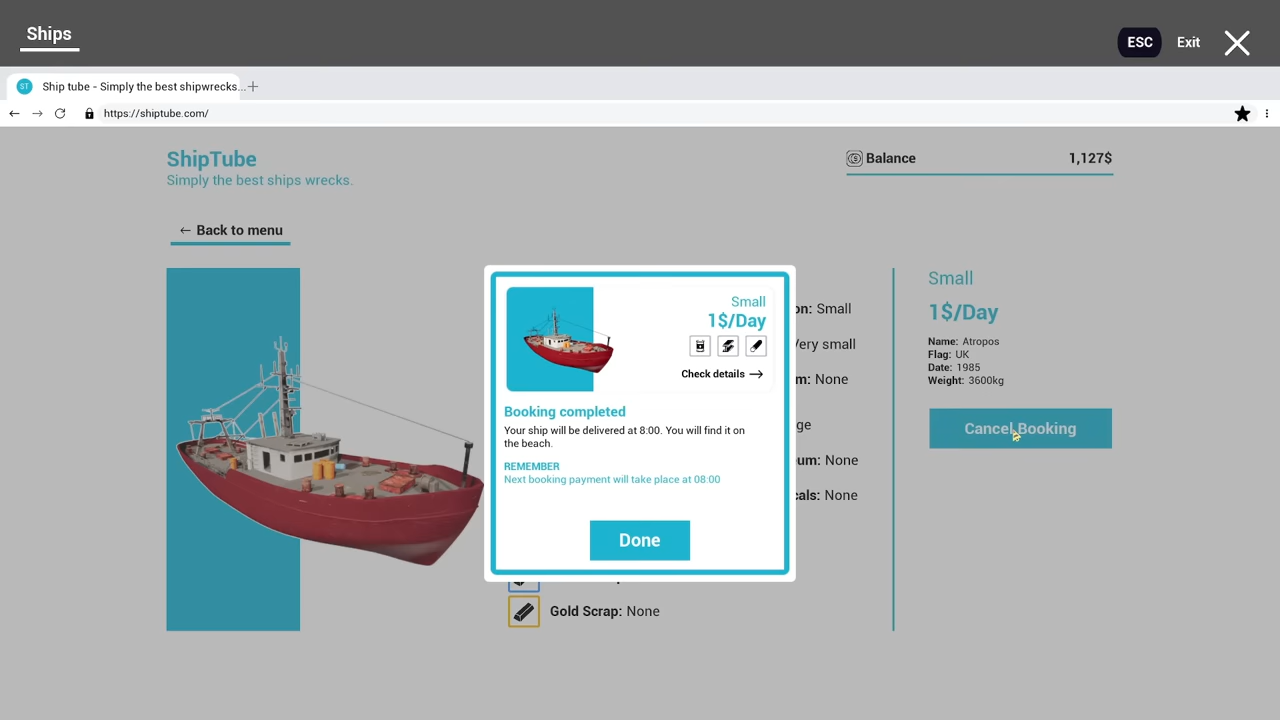 Ships
ESC Exit
ST Ship tube - Simply the best shipwrecks...
https://shiptube.com/
ShipTube
Simply the best ships wrecks.
Balance 1,127$
← Back to menu
Small
1$/Day
Check details →
Booking completed
Your ship will be delivered at 8:00. You will find it on
the beach.
REMEMBER
Next booking payment will take place at 08:00
Done
on: Small
Very small
m: None
ge
um: None
cals: None
Gold Scrap: None
Small
1$/Day
Name: Atropos
Flag: UK
Date: 1985
Weight: 3600kg
Cancel Booking